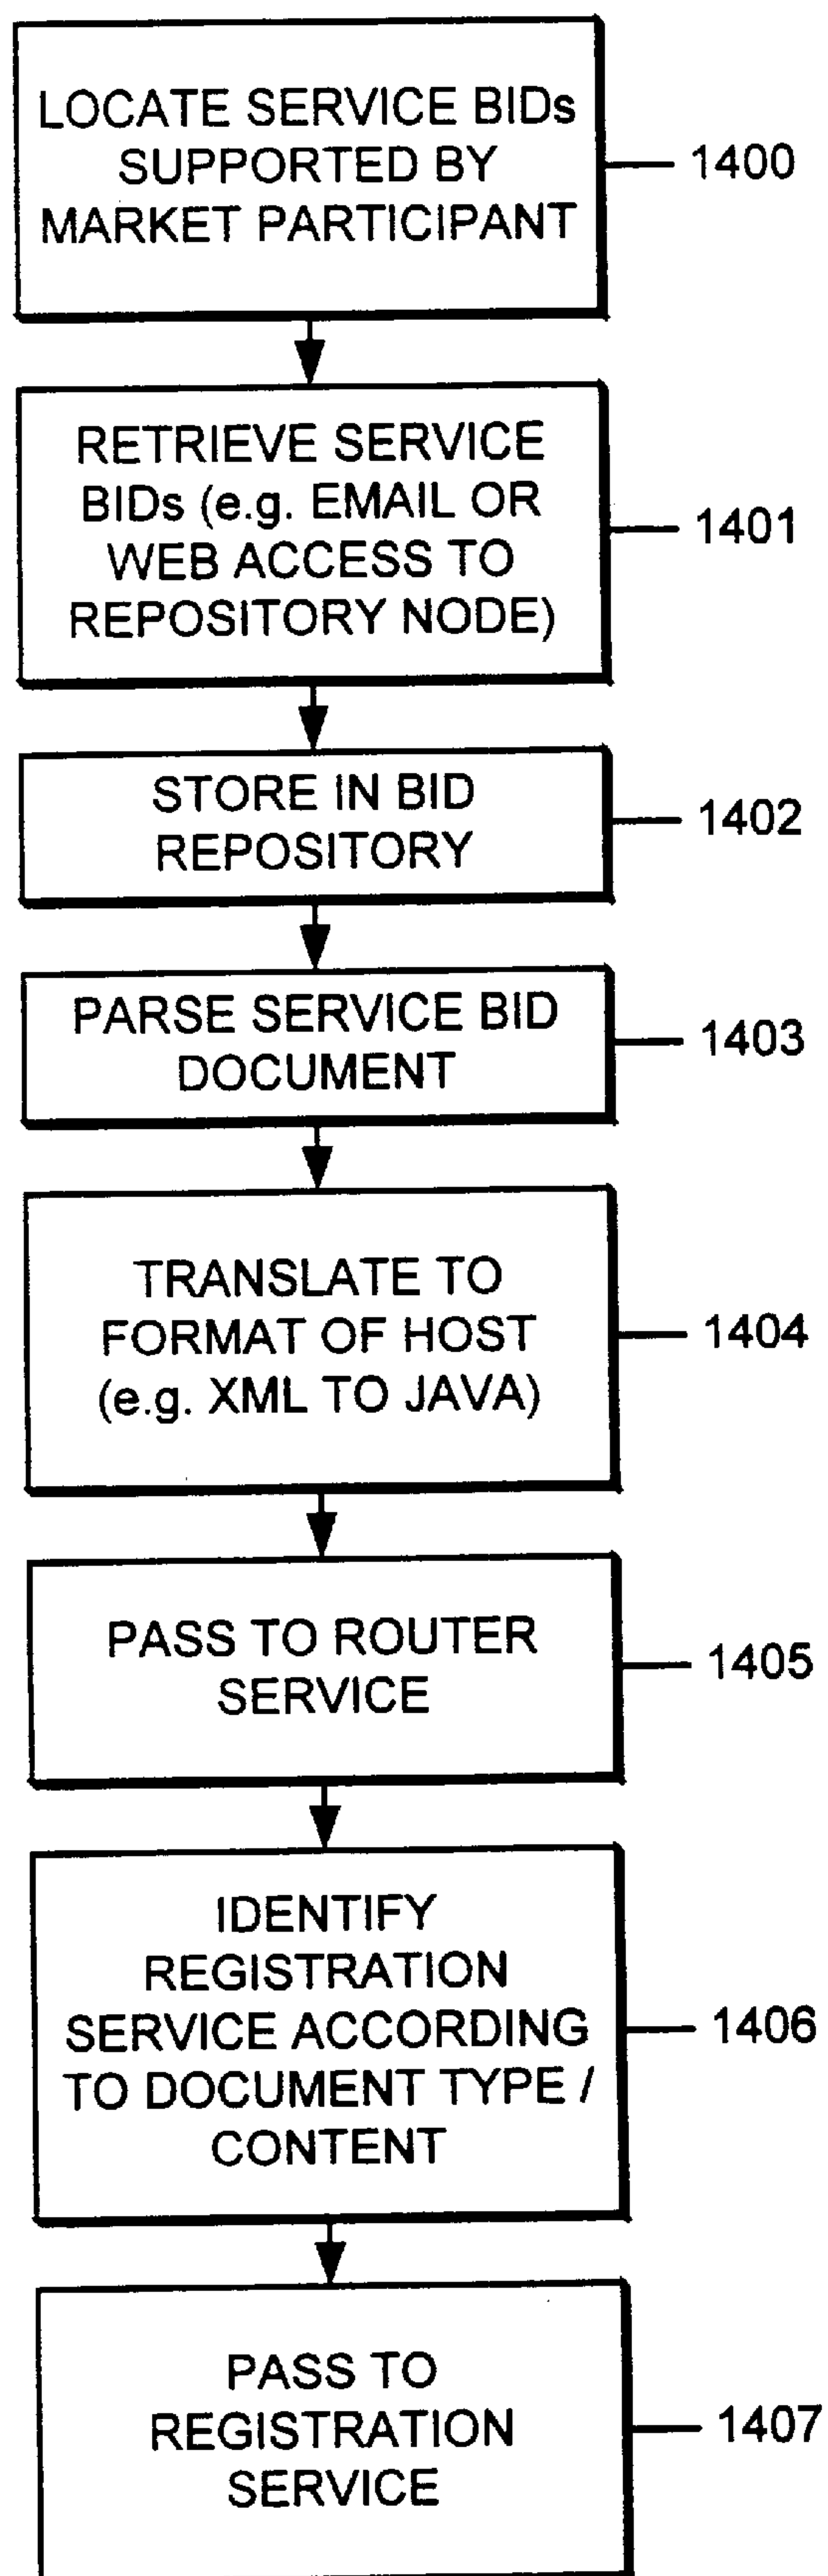 LOCATE SERVICE BIDs
SUPPORTED BY
MARKET PARTICIPANT
1400
RETRIEVE SERVICE
BIDs (e.g. EMAIL OR
WEB ACCESS TO
REPOSITORY NODE)
1401
STORE IN BID
REPOSITORY
1402
PARSE SERVICE BID
DOCUMENT
1403
TRANSLATE TO
FORMAT OF HOST
(e.g. XML TO JAVA)
1404
PASS TO ROUTER
SERVICE
1405
IDENTIFY
REGISTRATION
SERVICE ACCORDING
TO DOCUMENT TYPE /
CONTENT
1406
PASS TO
REGISTRATION
SERVICE
1407